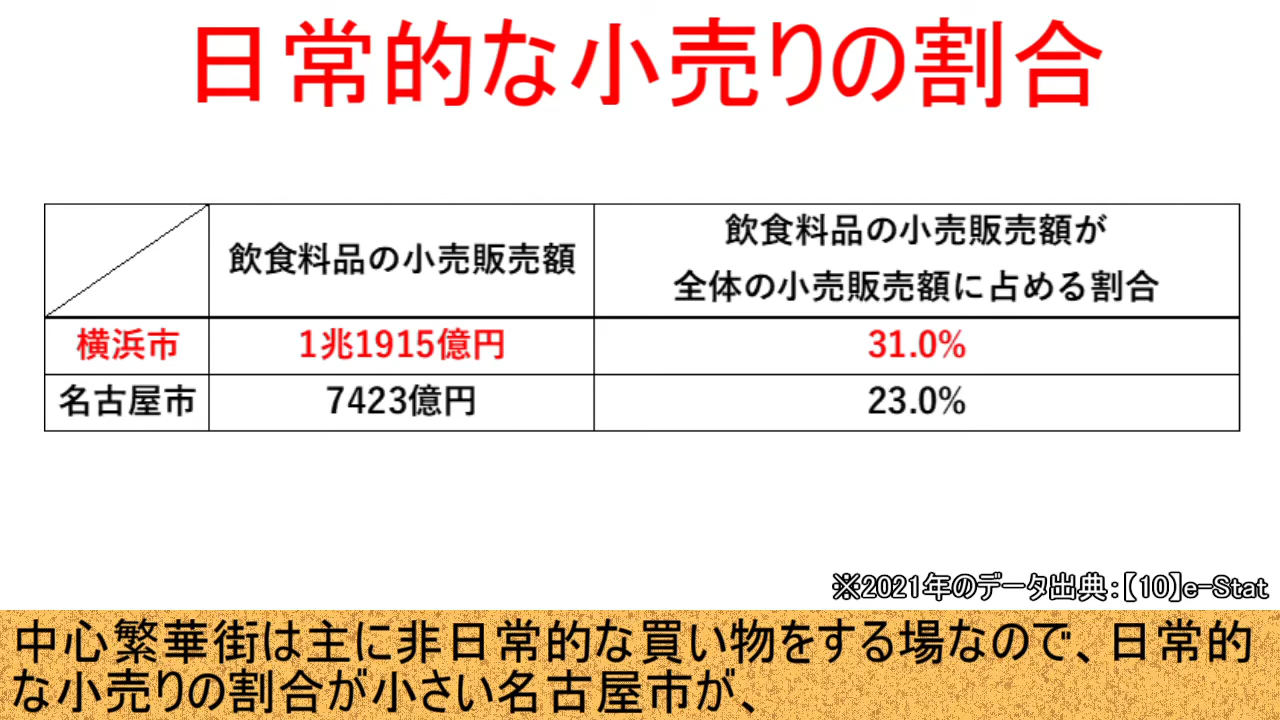 日常的な小売りの割合
飲食料品の小売販売額
飲食料品の小売販売額が
全体の小売販売額に占める割合
横浜市 1兆1915億円 31.0%
名古屋市 7423億円 23.0%
※2021年のデータ出典:【10】e-Stat
中心繁華街は主に非日常的な買い物をする場なので、日常的
な小売りの割合が小さい名古屋市が、